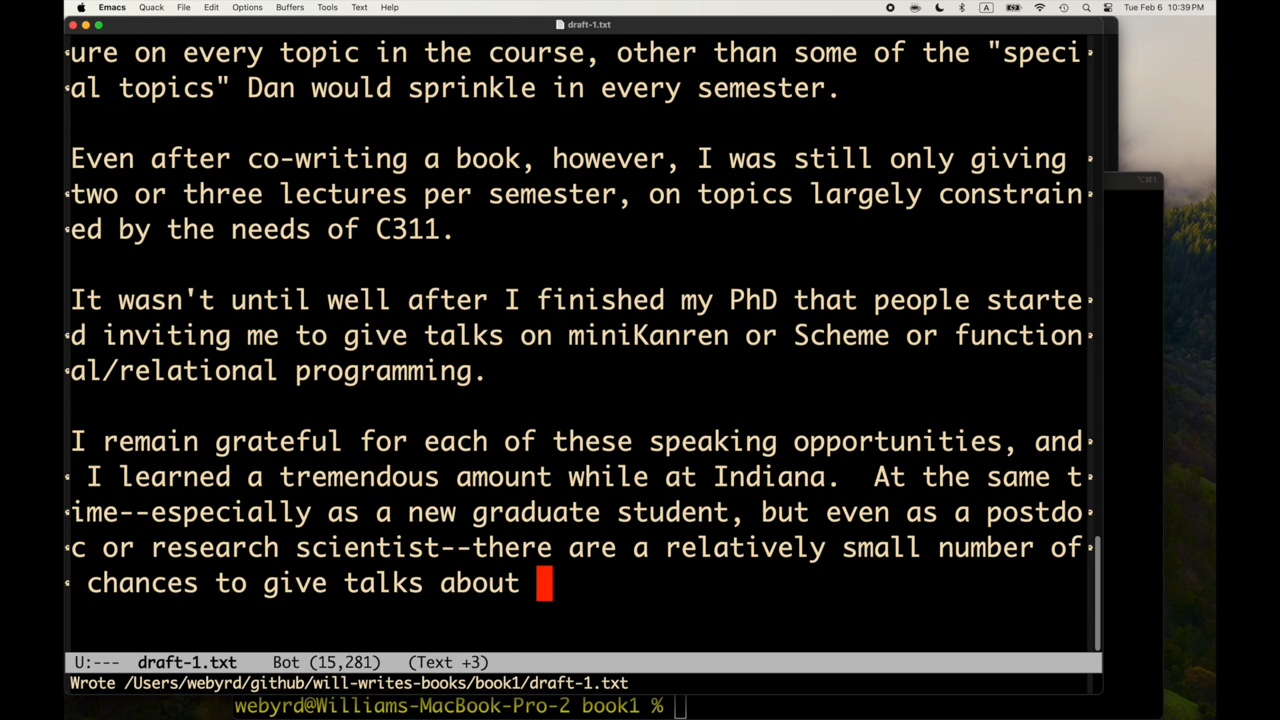 Emacs Quack File Edit Options Buffers Tools Text Help A Tue Feb 6 10:39PM
draft-1.txt
ure on every topic in the course, other than some of the "speci
al topics" Dan would sprinkle in every semester.
Even after co-writing a book, however, I was still only giving
two or three lectures per semester, on topics largely constrain
ed by the needs of C311.
It wasn't until well after I finished my PhD that people starte
d inviting me to give talks on miniKanren or Scheme or function
al/relational programming.
I remain grateful for each of these speaking opportunities, and
I learned a tremendous amount while at Indiana.  At the same t
ime--especially as a new graduate student, but even as a postdo
c or research scientist--there are a relatively small number of
chances to give talks about
U:--- draft-1.txt Bot (15,281) (Text +3)
Wrote /Users/webyrd/github/will-writes-books/book1/draft-1.txt
webyrd@Williams-MacBook-Pro-2 book1 %
⌥⌘1